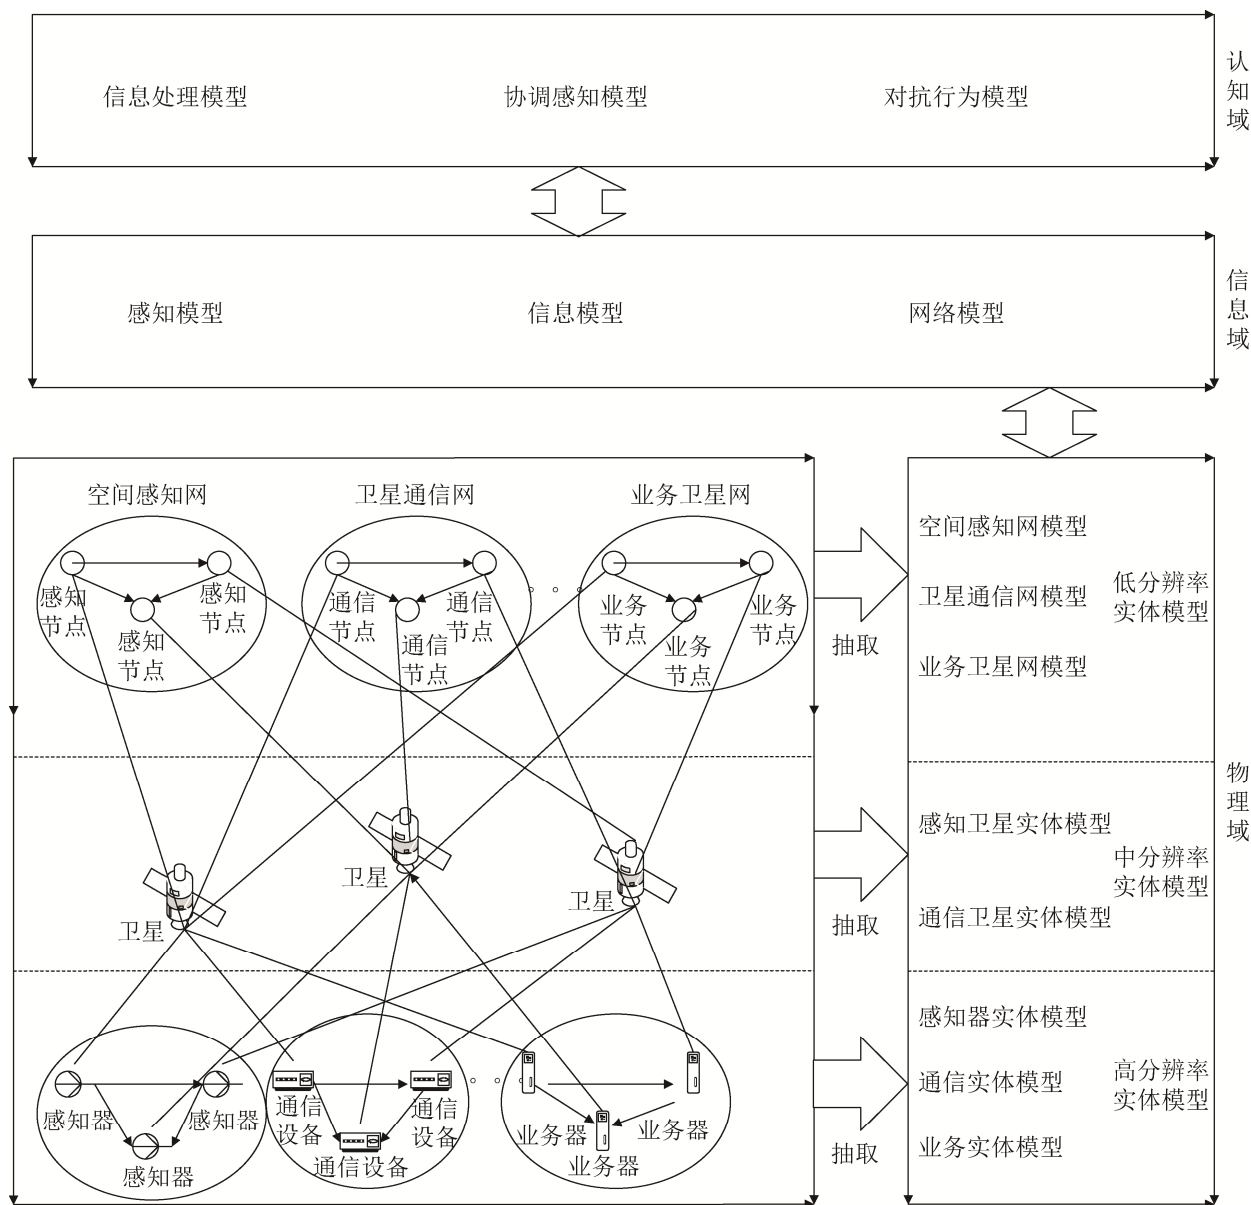 信息处理模型
协调感知模型
对抗行为模型
认知域
感知模型
信息模型
网络模型
信息域
空间感知网
卫星通信网
业务卫星网
感知
节点
感知
节点
感知
节点
通信
节点
通信
节点
通信
节点
业务
节点
业务
节点
业务
节点
抽取
空间感知网模型
卫星通信网模型
业务卫星网模型
低分辨率
实体模型
物理域
卫星
卫星
卫星
抽取
感知卫星实体模型
通信卫星实体模型
中分辨率
实体模型
感知器
感知器
感知器
通信
设备
通信
设备
通信设备
业务器
业务器
业务器
抽取
感知器实体模型
通信实体模型
业务实体模型
高分辨率
实体模型